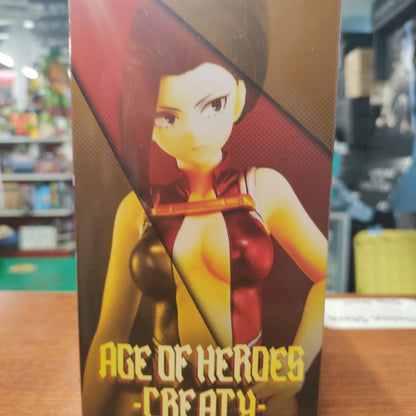 AGE OF HEROES
-CREATY-